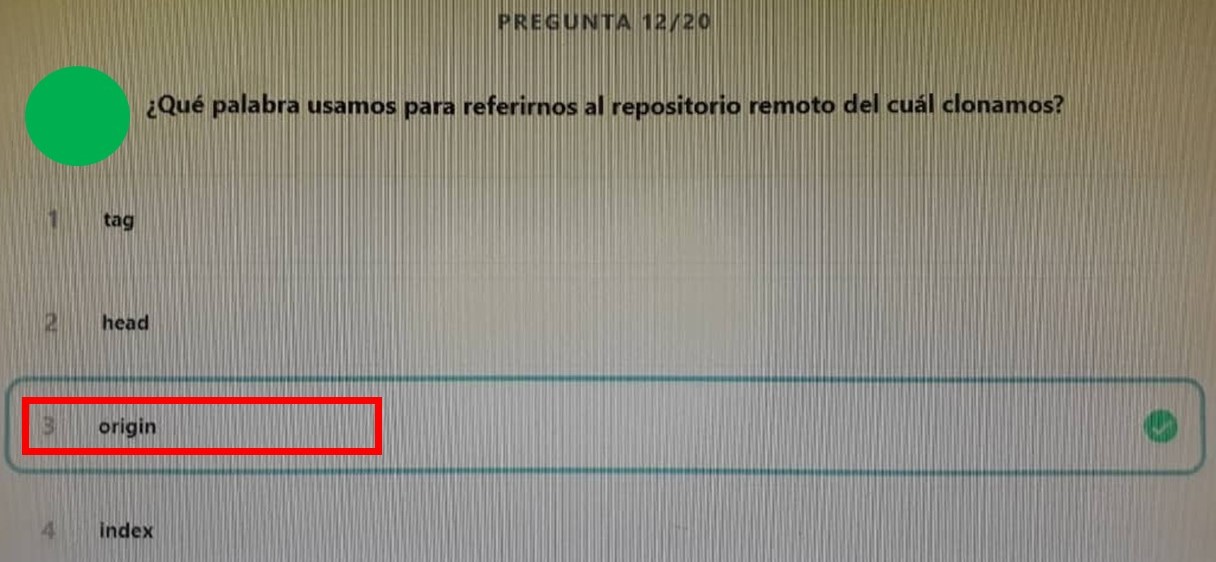 PREGUNTA 12/20
¿Qué palabra usamos para referirnos al repositorio remoto del cuál clonamos?
1 tag
2 head
3 origin
4 index